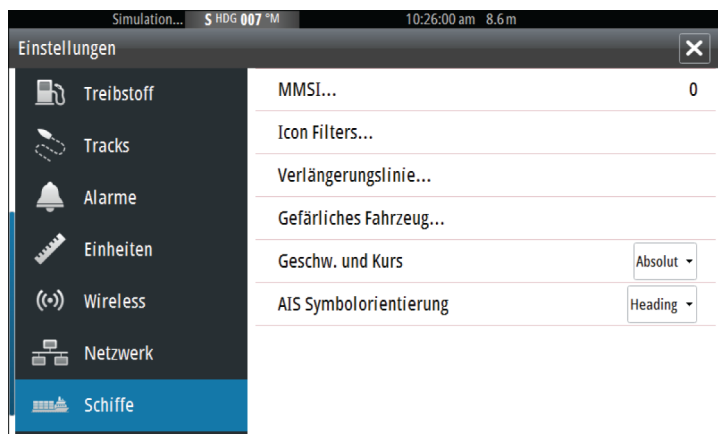 Simulation... S HDG 007 °M 10:26:00 am 8.6 m
Einstellungen
Treibstoff
Tracks
Alarme
Einheiten
Wireless
Netzwerk
Schiffe
MMSI... 0
Icon Filters...
Verlängerungslinie...
Gefärliches Fahrzeug...
Geschw. und Kurs Absolut
AIS Symbolorientierung Heading